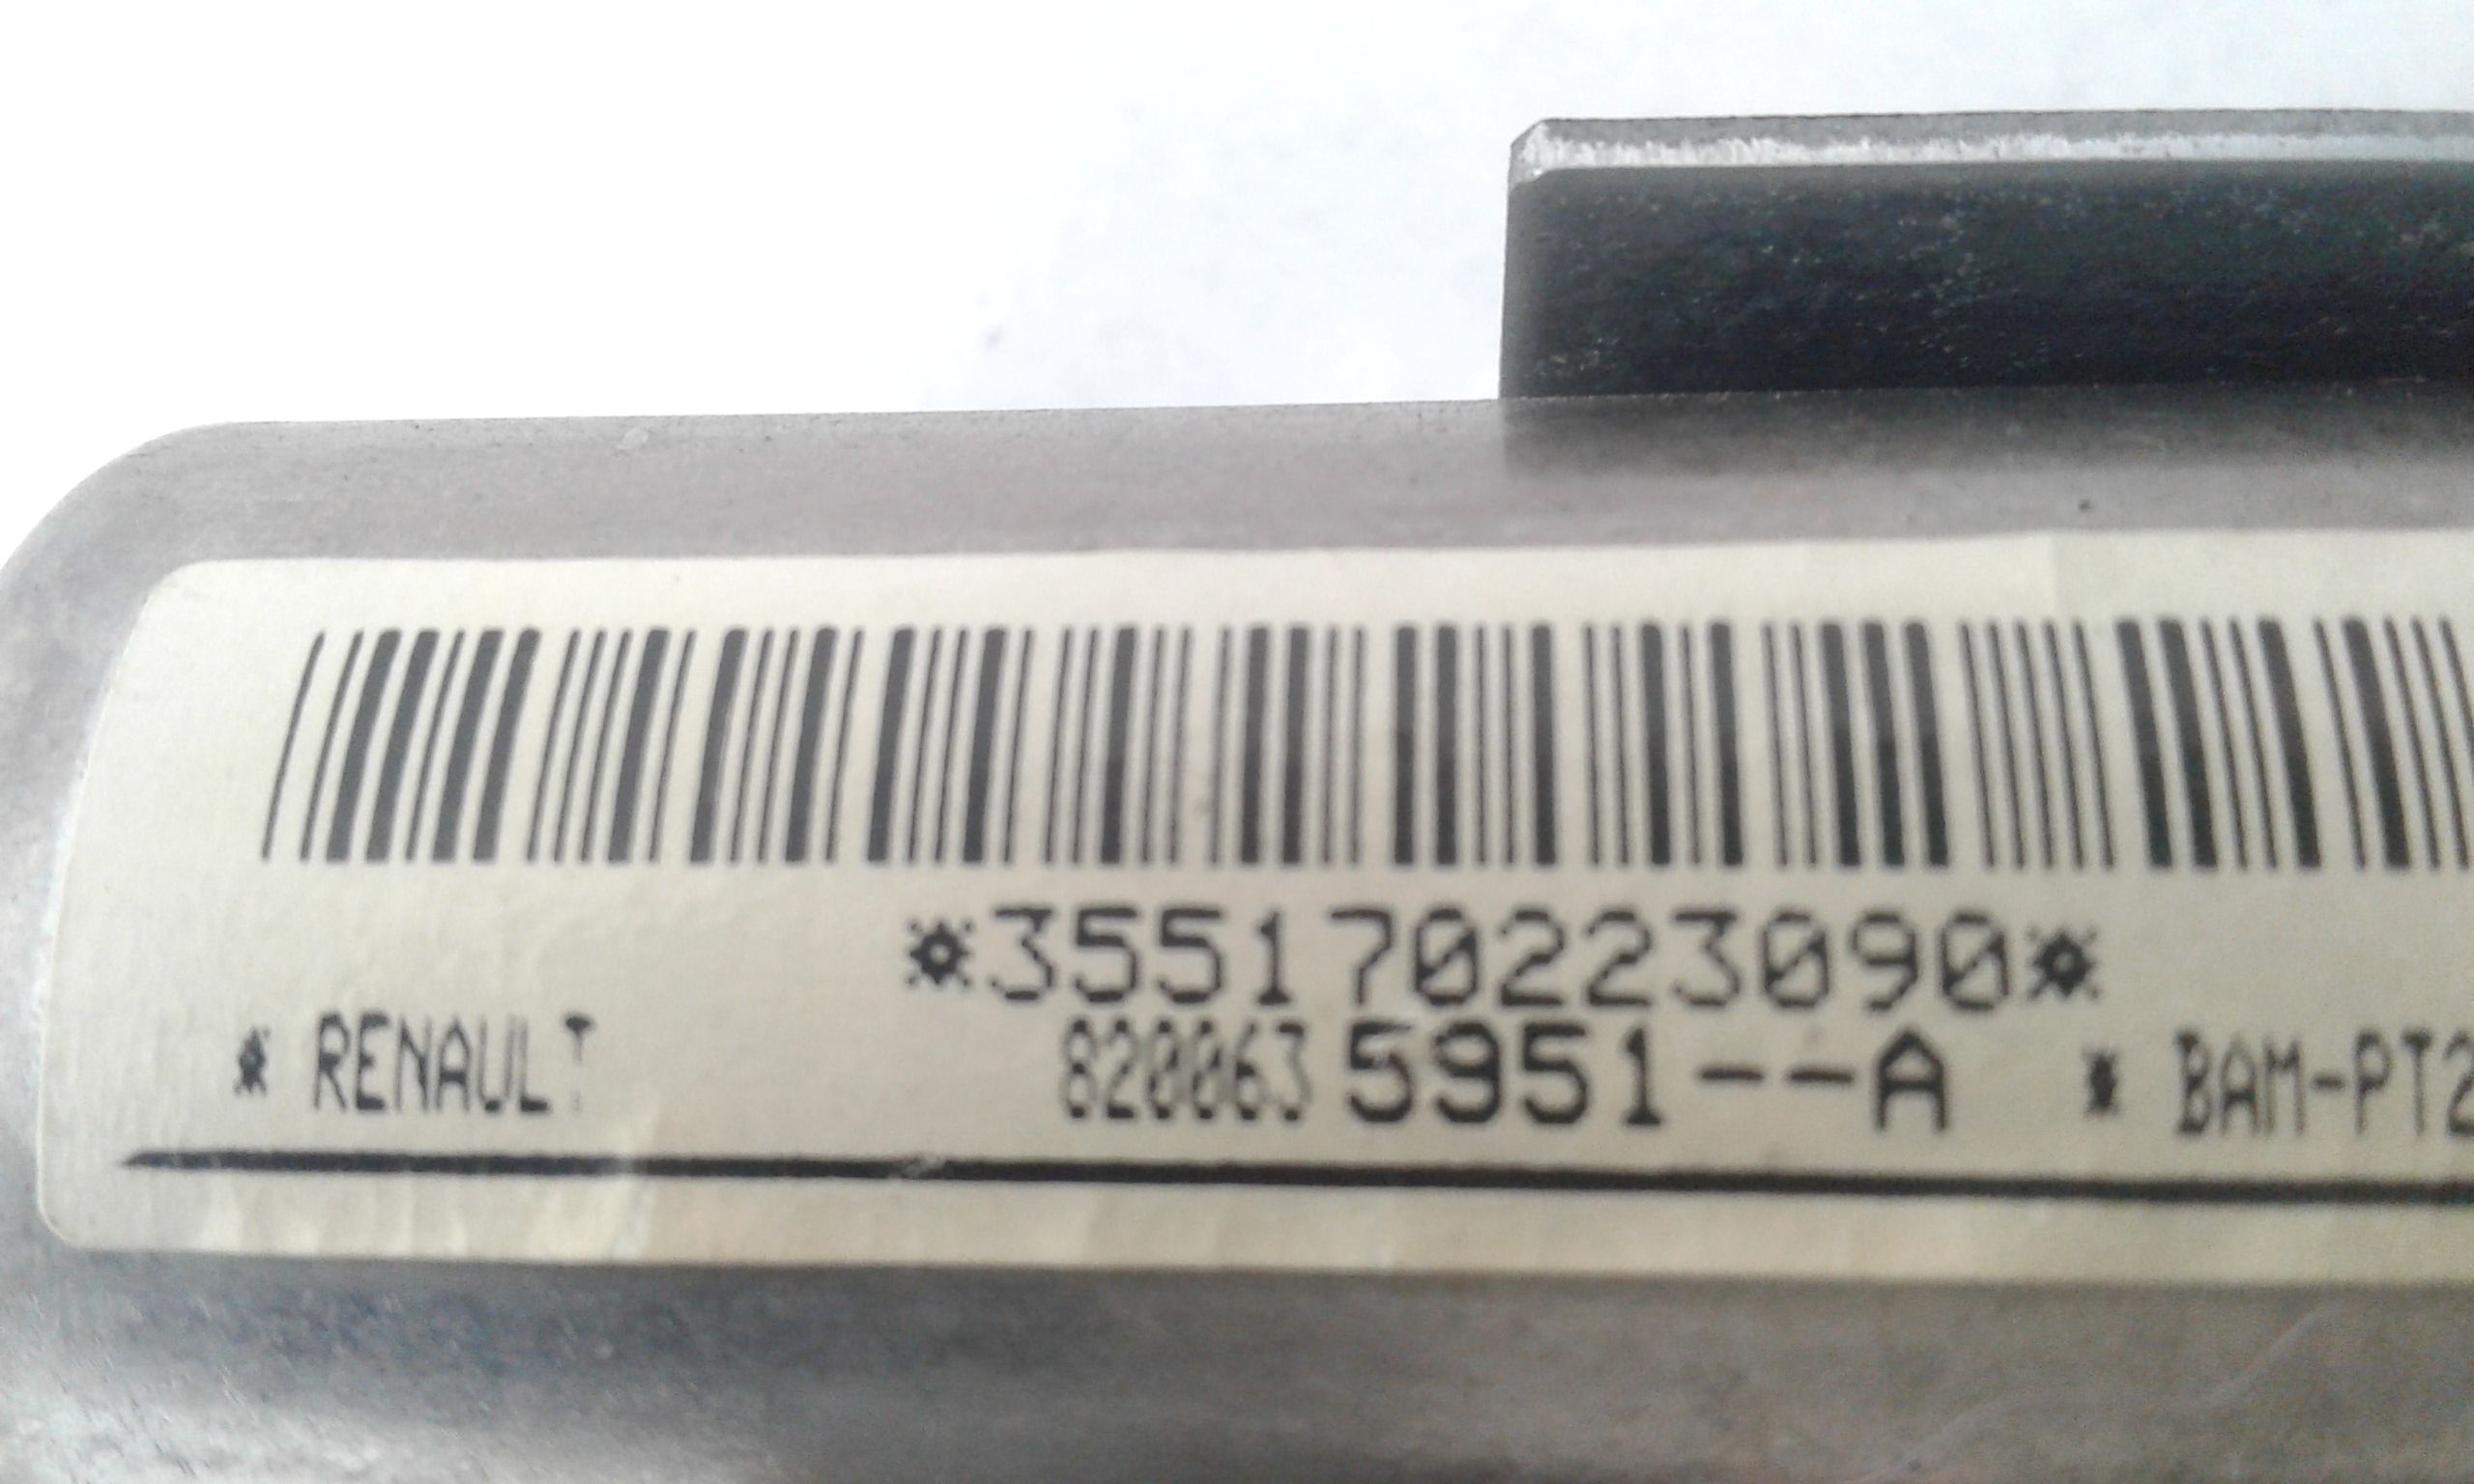 *355170223090*
* RENAULT 8200635951--A * BAM-PT2